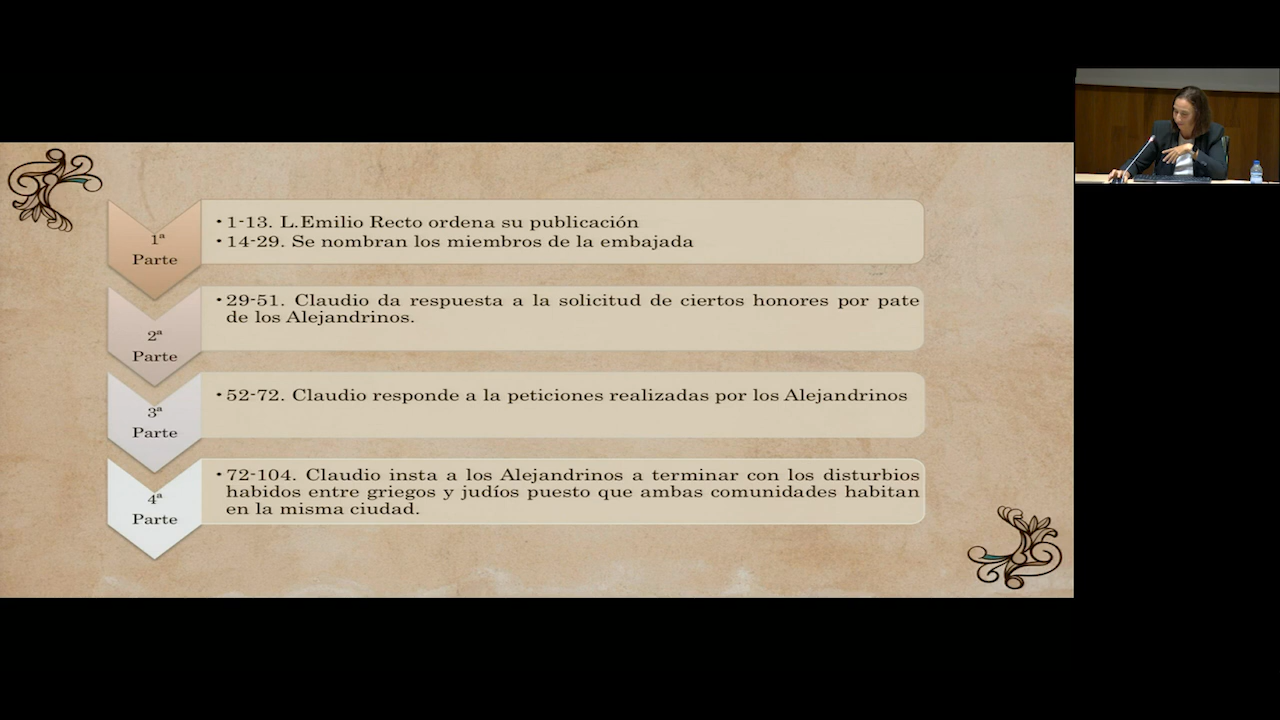 1ª
Parte
• 1-13. L.Emilio Recto ordena su publicación
• 14-29. Se nombran los miembros de la embajada
2ª
Parte
• 29-51. Claudio da respuesta a la solicitud de ciertos honores por pate
de los Alejandrinos.
3ª
Parte
• 52-72. Claudio responde a la peticiones realizadas por los Alejandrinos
4ª
Parte
• 72-104. Claudio insta a los Alejandrinos a terminar con los disturbios
habidos entre griegos y judíos puesto que ambas comunidades habitan
en la misma ciudad.